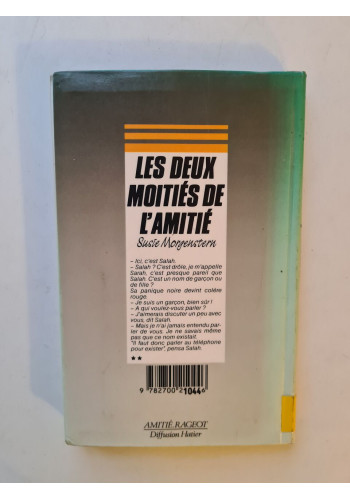 LES DEUX
MOITIÉS DE
L'AMITIÉ
Susie Morgenstern
– Ici, c'est Salah.
– Salah ? C'est drôle, je m'appelle
Sarah, c'est presque pareil que
Salah. C'est un nom de garçon ou
de fille ?
Sa panique noire devint colère
rouge.
– Je suis un garçon, bien sûr !
– A qui voulez-vous parler ?
– J'aimerais discuter un peu avec
vous, dit Salah.
– Mais je n'ai jamais entendu par-
ler de vous. Je ne savais même
pas que ce nom existait.
"Il faut donc parler au téléphone
pour exister", pensa Salah.
★★
9 782700 210446
AMITIÉ RAGEOT
Diffusion Hatier